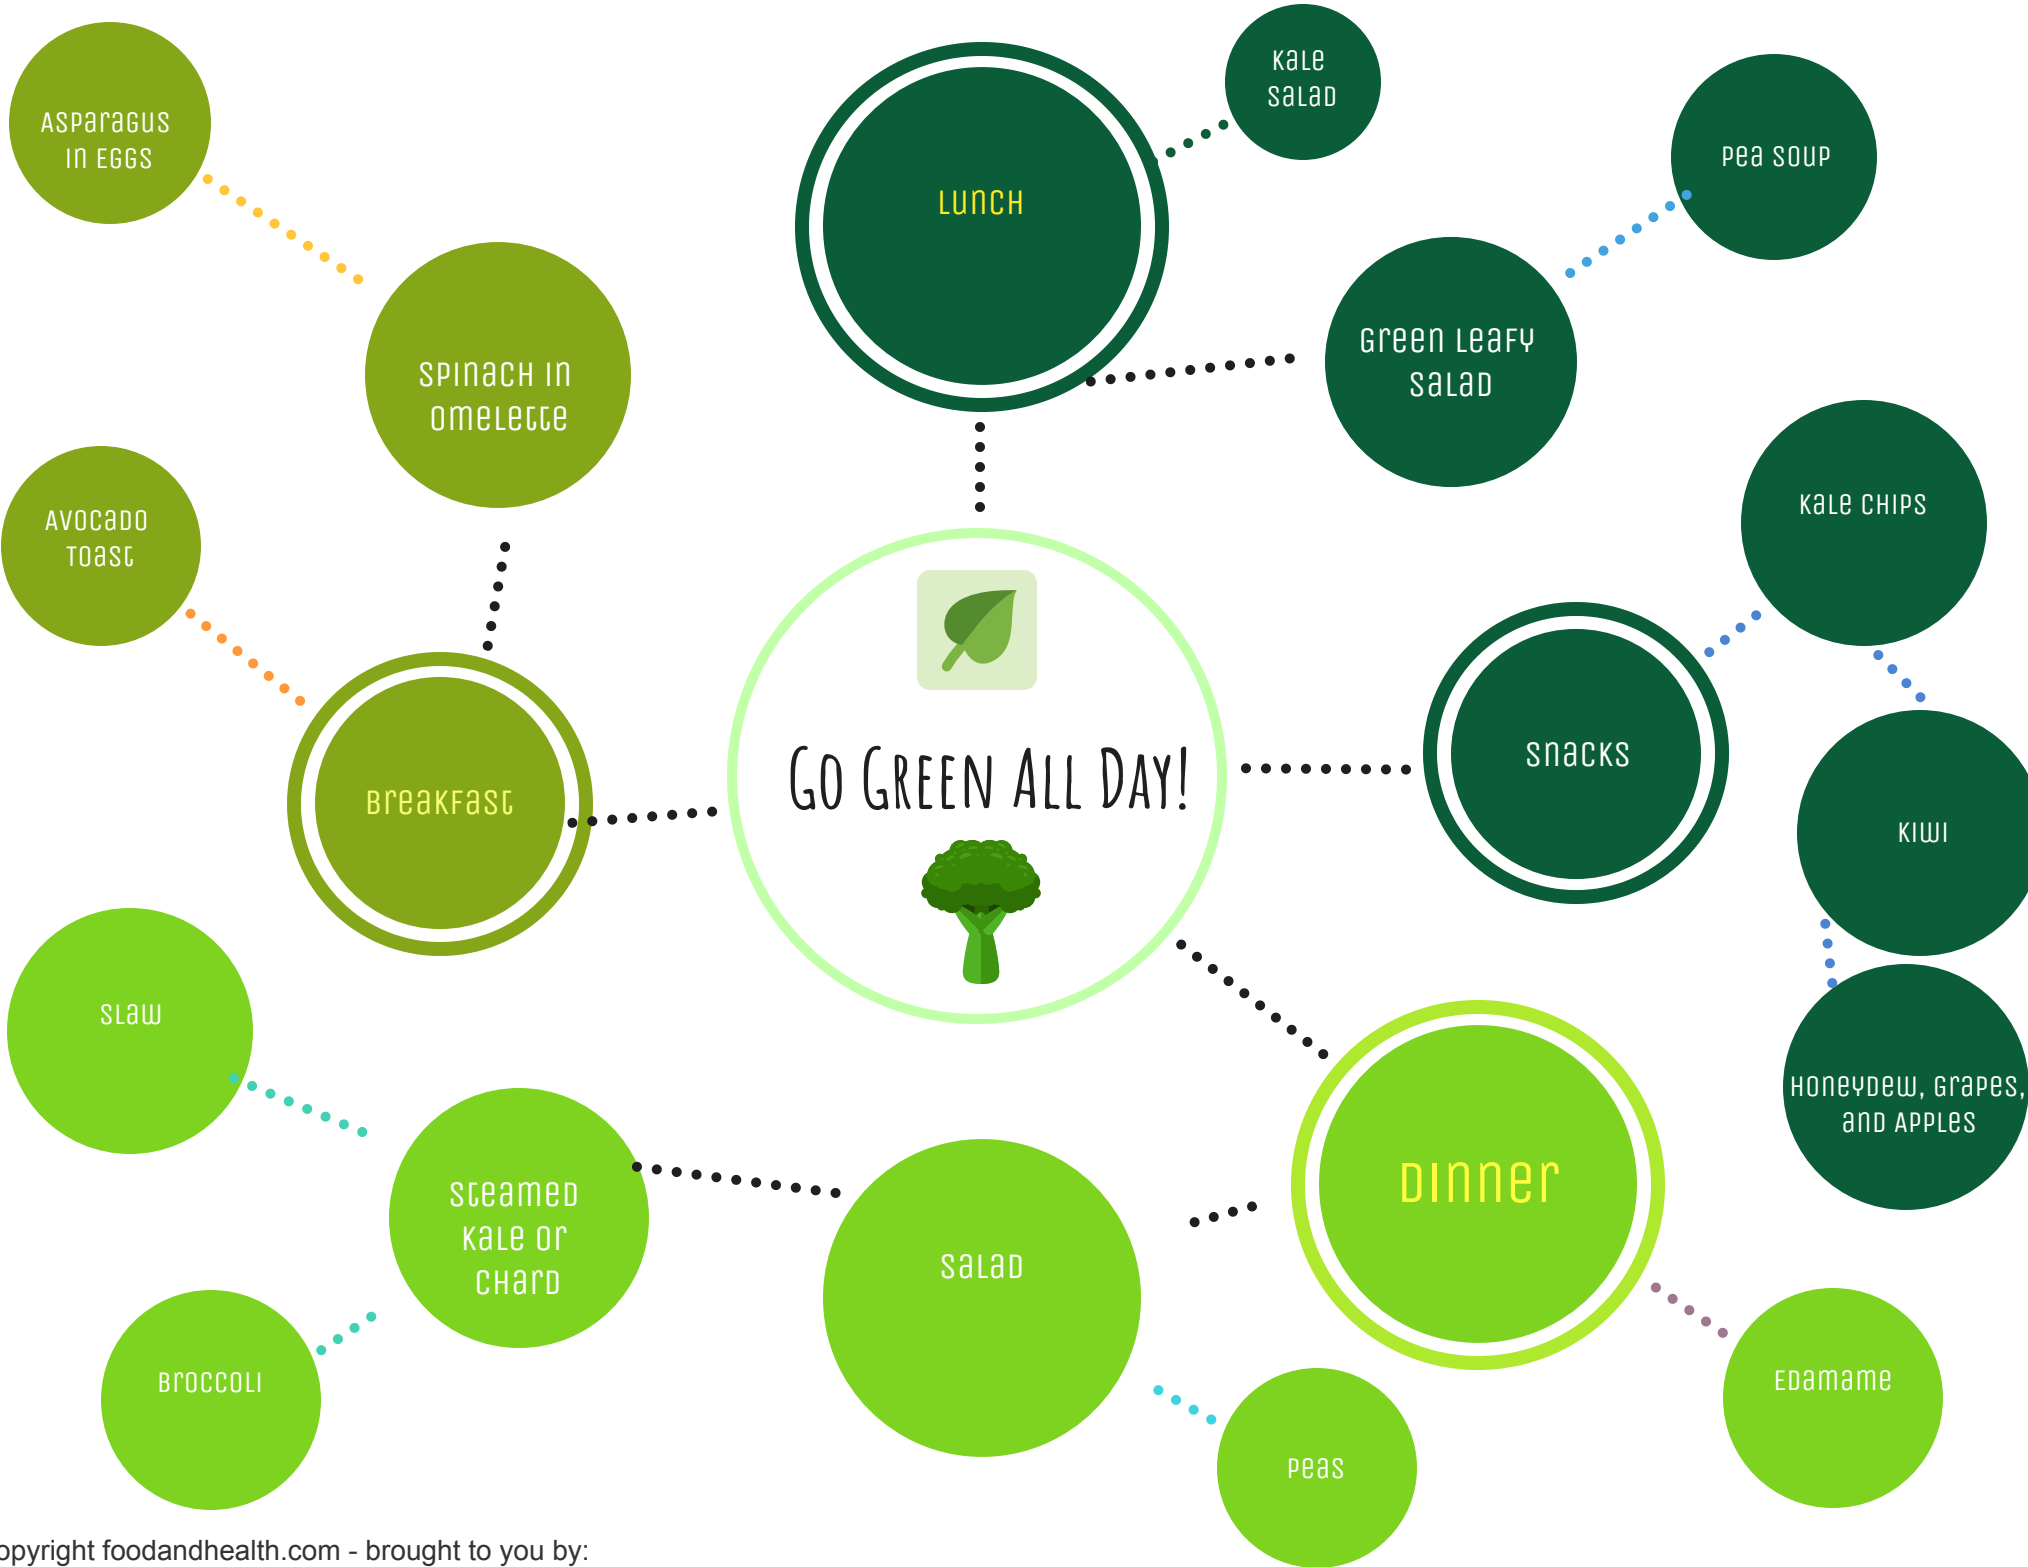 Asparagus
in Eggs
Spinach in
omelette
Avocado
Toast
Breakfast
Lunch
Kale
Salad
Green Leafy
Salad
Pea Soup
Go Green All Day!
Snacks
Kale Chips
Kiwi
Honeydew, Grapes,
and Apples
Dinner
Edamame
Salad
Peas
Steamed
Kale or
Chard
Slaw
Broccoli
opyright foodandhealth.com - brought to you by: